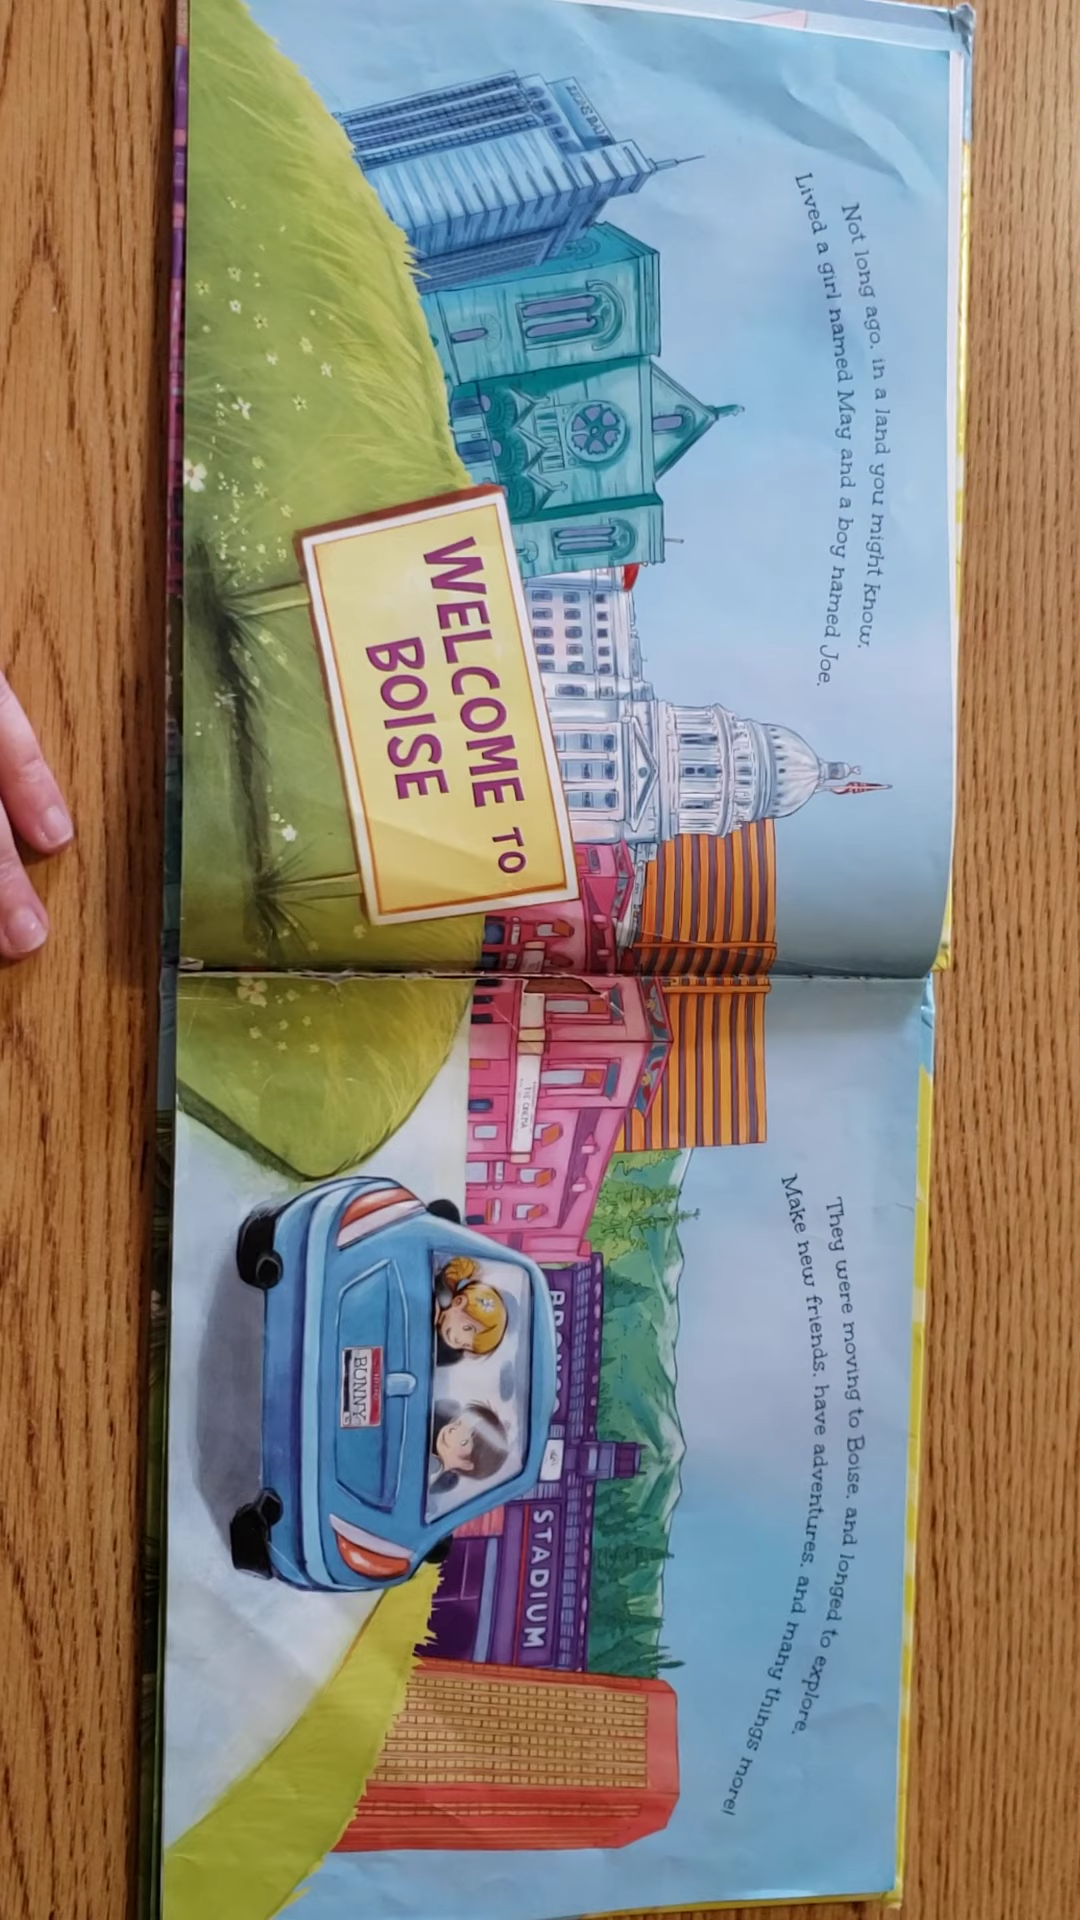 Not long ago, in a land you might know,
Lived a girl named May and a boy named Joe.
WELCOME TO
BOISE
They were moving to Boise, and longed to explore,
Make new friends, have adventures, and many things more!
THE CINEMA
STADIUM
BUNNY